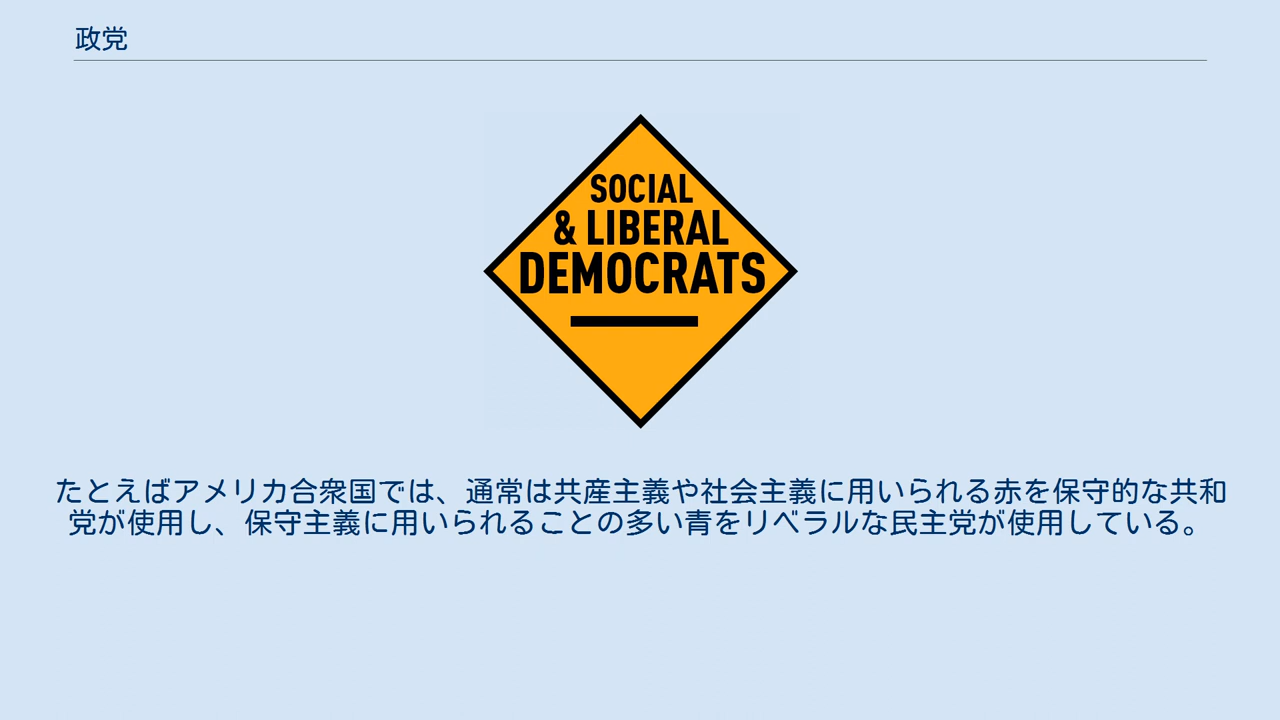 政党
SOCIAL
& LIBERAL
DEMOCRATS
たとえばアメリカ合衆国では、通常は共産主義や社会主義に用いられる赤を保守的な共和
党が使用し、保守主義に用いられることの多い青をリベラルな民主党が使用している。